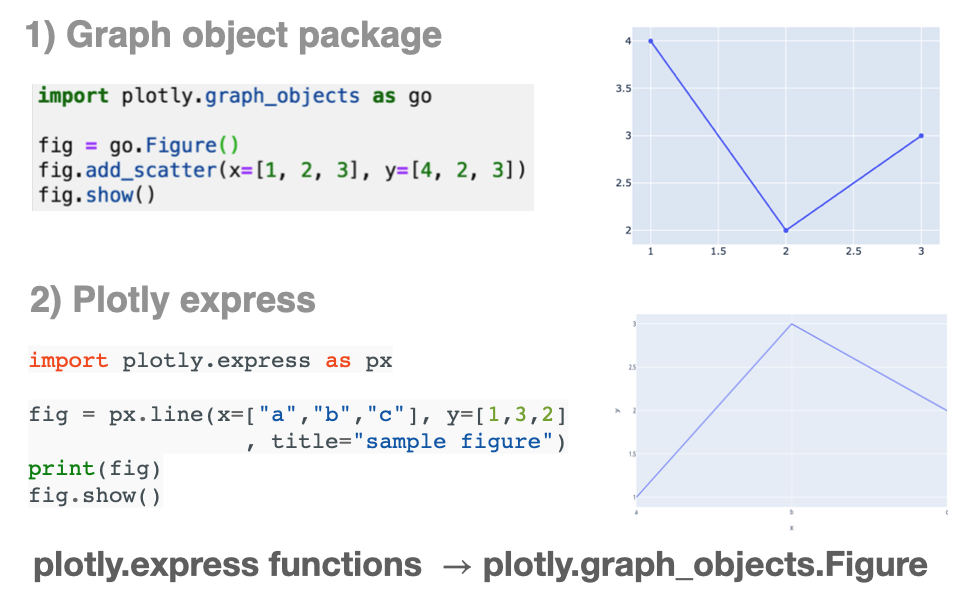 1) Graph object package
import plotly.graph_objects as go
fig = go.Figure()
fig.add_scatter(x=[1, 2, 3], y=[4, 2, 3])
fig.show()
4
3.5
3
2.5
2
1 1.5 2 2.5 3
2) Plotly express
import plotly.express as px
fig = px.line(x=["a","b","c"], y=[1,3,2]
, title="sample figure")
print(fig)
fig.show()
3
2.5
2
1.5
1
y
a b c
x
plotly.express functions → plotly.graph_objects.Figure